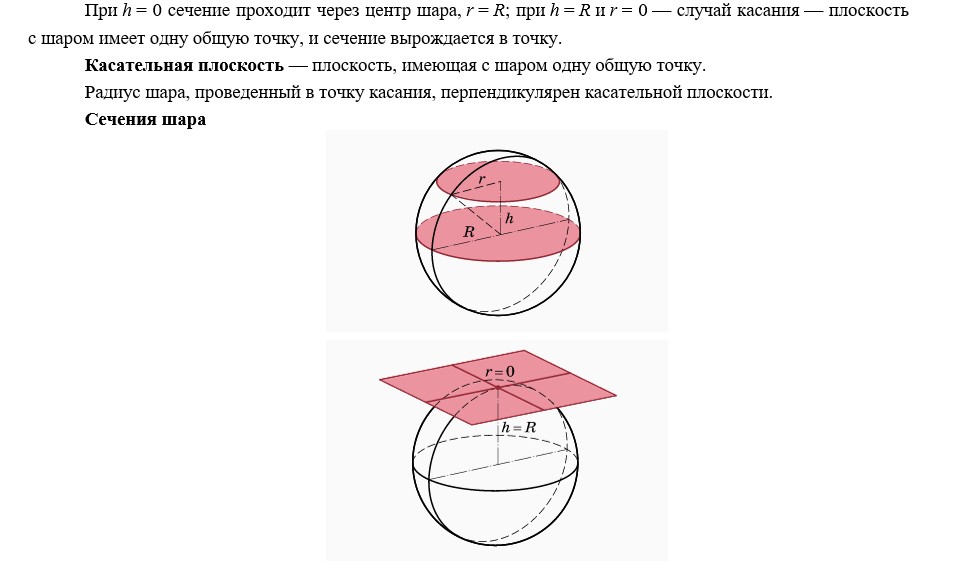 При h = 0 сечение проходит через центр шара, r = R; при h = R и r = 0 — случай касания — плоскость
с шаром имеет одну общую точку, и сечение вырождается в точку.
Касательная плоскость — плоскость, имеющая с шаром одну общую точку.
Радиус шара, проведенный в точку касания, перпендикулярен касательной плоскости.
Сечения шара
r
h
R
r=0
h=R